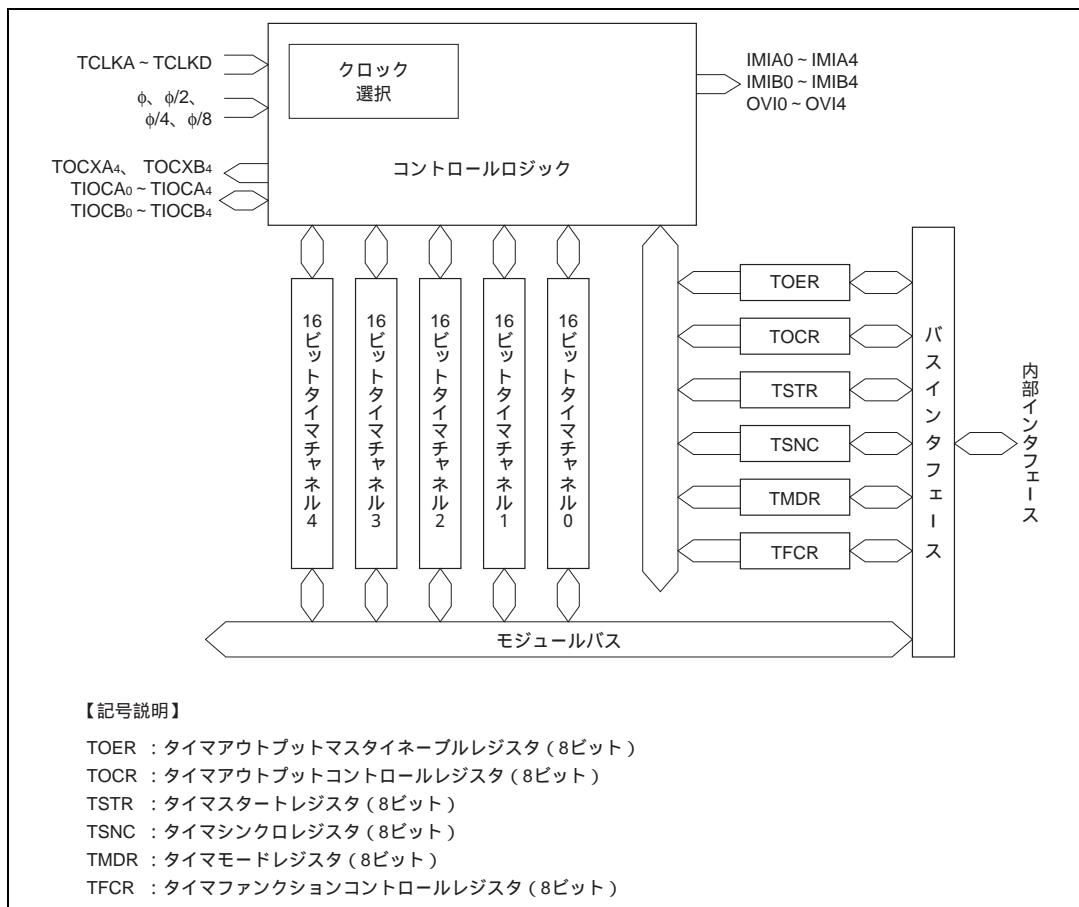 TCLKA ~ TCLKD
φ、φ/2、
φ/4、φ/8
TOCXA4、 TOCXB4
TIOCA0 ~ TIOCA4
TIOCB0 ~ TIOCB4
クロック
選択
コントロールロジック
IMIA0 ~ IMIA4
IMIB0 ~ IMIB4
OVI0 ~ OVI4
16ビットタイマチャネル4
16ビットタイマチャネル3
16ビットタイマチャネル2
16ビットタイマチャネル1
16ビットタイマチャネル0
TOER
TOCR
TSTR
TSNC
TMDR
TFCR
バスインタフェース
内部インタフェース
モジュールバス
【記号説明】
TOER :タイマアウトプットマスタイネーブルレジスタ(8ビット)
TOCR :タイマアウトプットコントロールレジスタ(8ビット)
TSTR :タイマスタートレジスタ(8ビット)
TSNC :タイマシンクロレジスタ(8ビット)
TMDR :タイマモードレジスタ(8ビット)
TFCR :タイマファンクションコントロールレジスタ(8ビット)